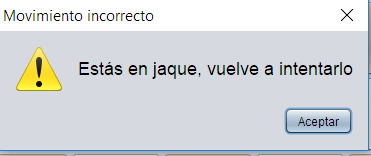 Movimiento incorrecto
Estás en jaque, vuelve a intentarlo
Aceptar